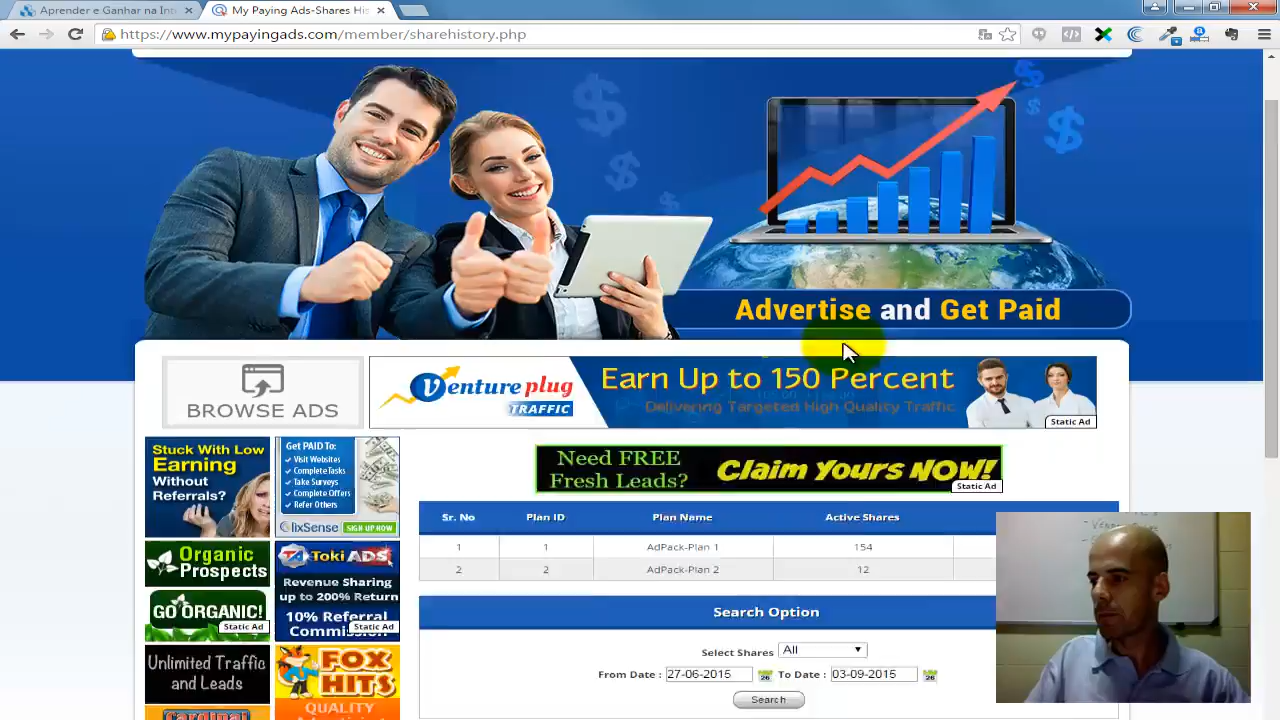 Aprender e Ganhar na Int
My Paying Ads-Shares His
https://www.mypayingads.com/member/sharehistory.php
Advertise and Get Paid
BROWSE ADS
Venture plug
TRAFFIC
Earn Up to 150 Percent
Delivering Targeted High Quality Traffic
Static Ad
Stuck With Low
Earning
Without
Referrals?
Get PAID To:
Visit Websites
Complete Tasks
Take Surveys
Complete Offers
Refer Others
ClixSense SIGN UP NOW
Need FREE
Fresh Leads?
Claim Yours NOW!
Static Ad
Sr. No Plan ID Plan Name Active Shares
1 1 AdPack-Plan 1 154
2 2 AdPack-Plan 2 12
Organic
Prospects
GO ORGANIC!
Static Ad
Toki ADS
Revenue Sharing
up to 200% Return
10% Referral
Commission
Static Ad
Search Option
Select Shares All
From Date : 27-06-2015 26 To Date : 03-09-2015 26
Search
Unlimited Traffic
and Leads
FOX
HITS
QUALITY
Cardinal